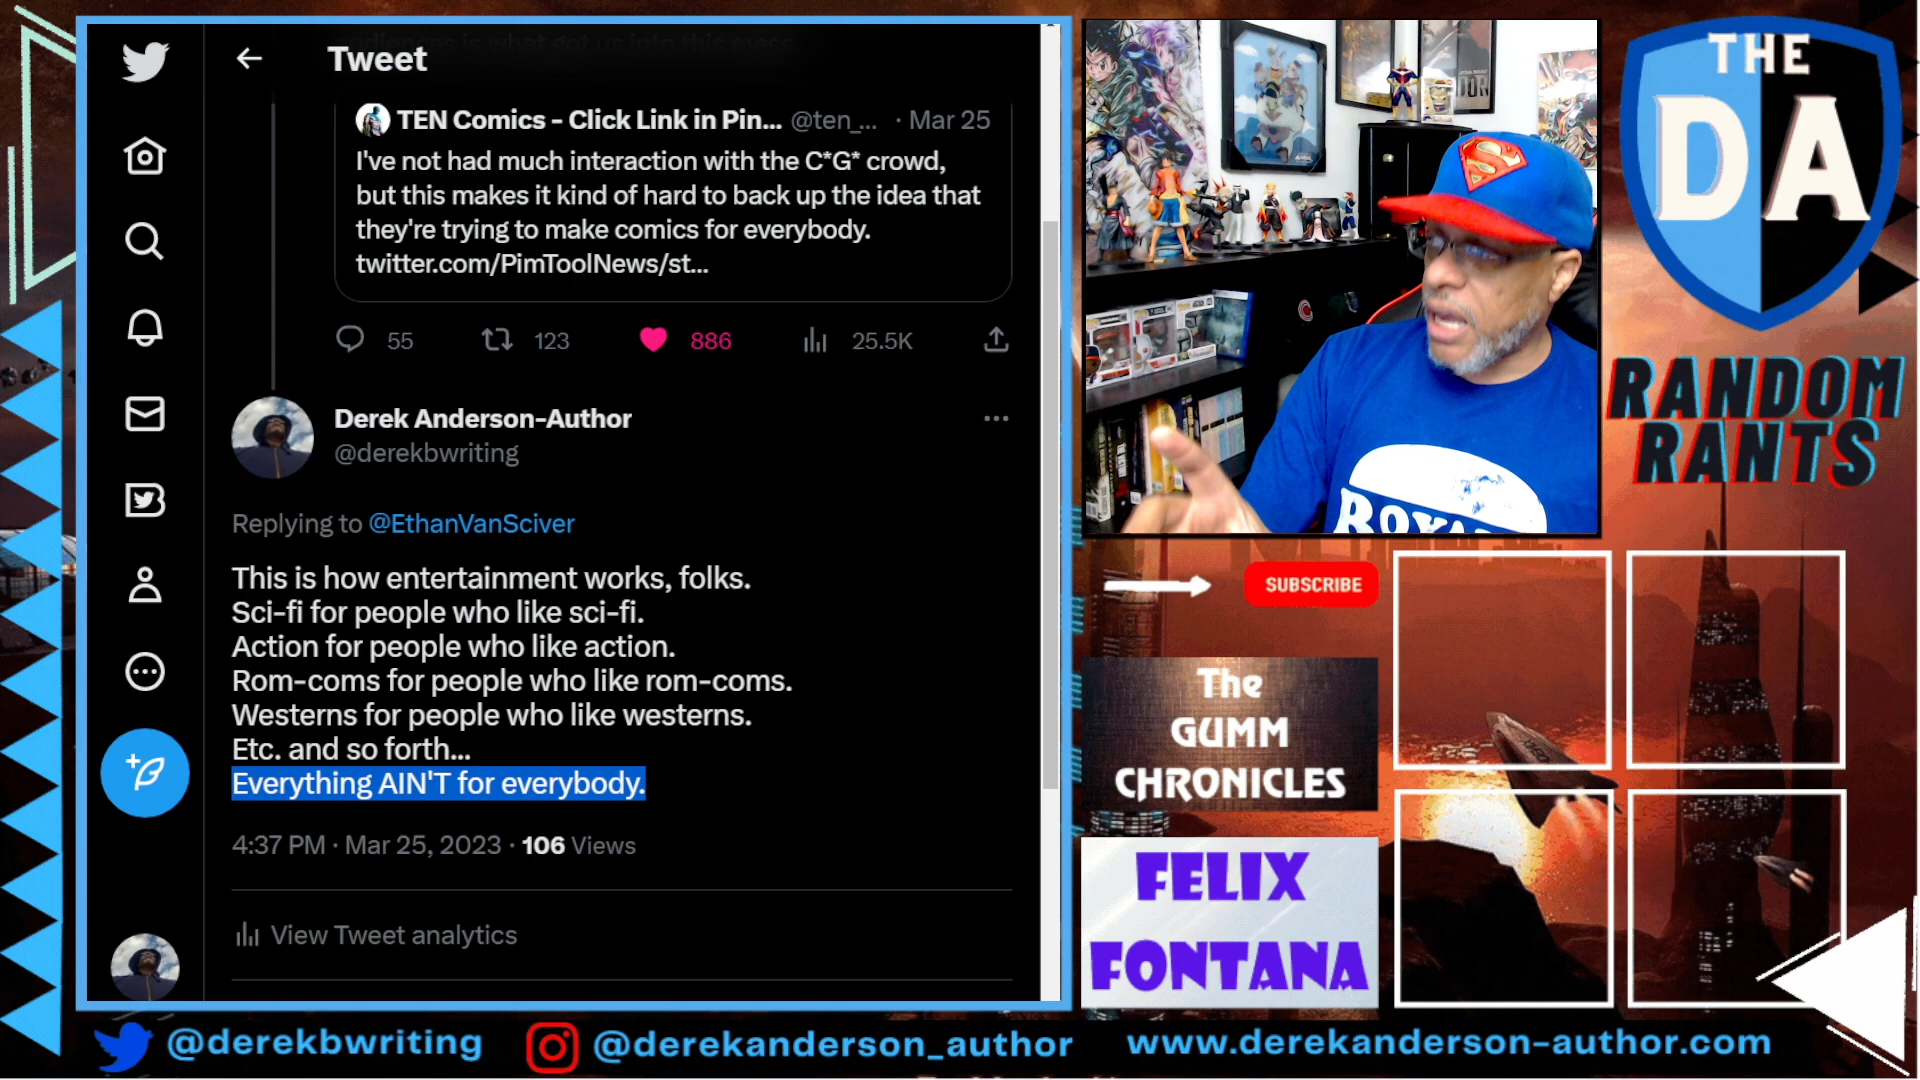 Tweet
TEN Comics - Click Link in Pin... @ten_... · Mar 25
I've not had much interaction with the C*G* crowd,
but this makes it kind of hard to back up the idea that
they're trying to make comics for everybody.
twitter.com/PimToolNews/st...
55 123 886 25.5K
Derek Anderson-Author
@derekbwriting
Replying to @EthanVanSciver
This is how entertainment works, folks.
Sci-fi for people who like sci-fi.
Action for people who like action.
Rom-coms for people who like rom-coms.
Westerns for people who like westerns.
Etc. and so forth...
Everything AIN'T for everybody.
4:37 PM · Mar 25, 2023 · 106 Views
View Tweet analytics
THE
DA
RANDOM
RANTS
SUBSCRIBE
The
GUMM
CHRONICLES
FELIX
FONTANA
@derekbwriting
@derekanderson_author
www.derekanderson-author.com